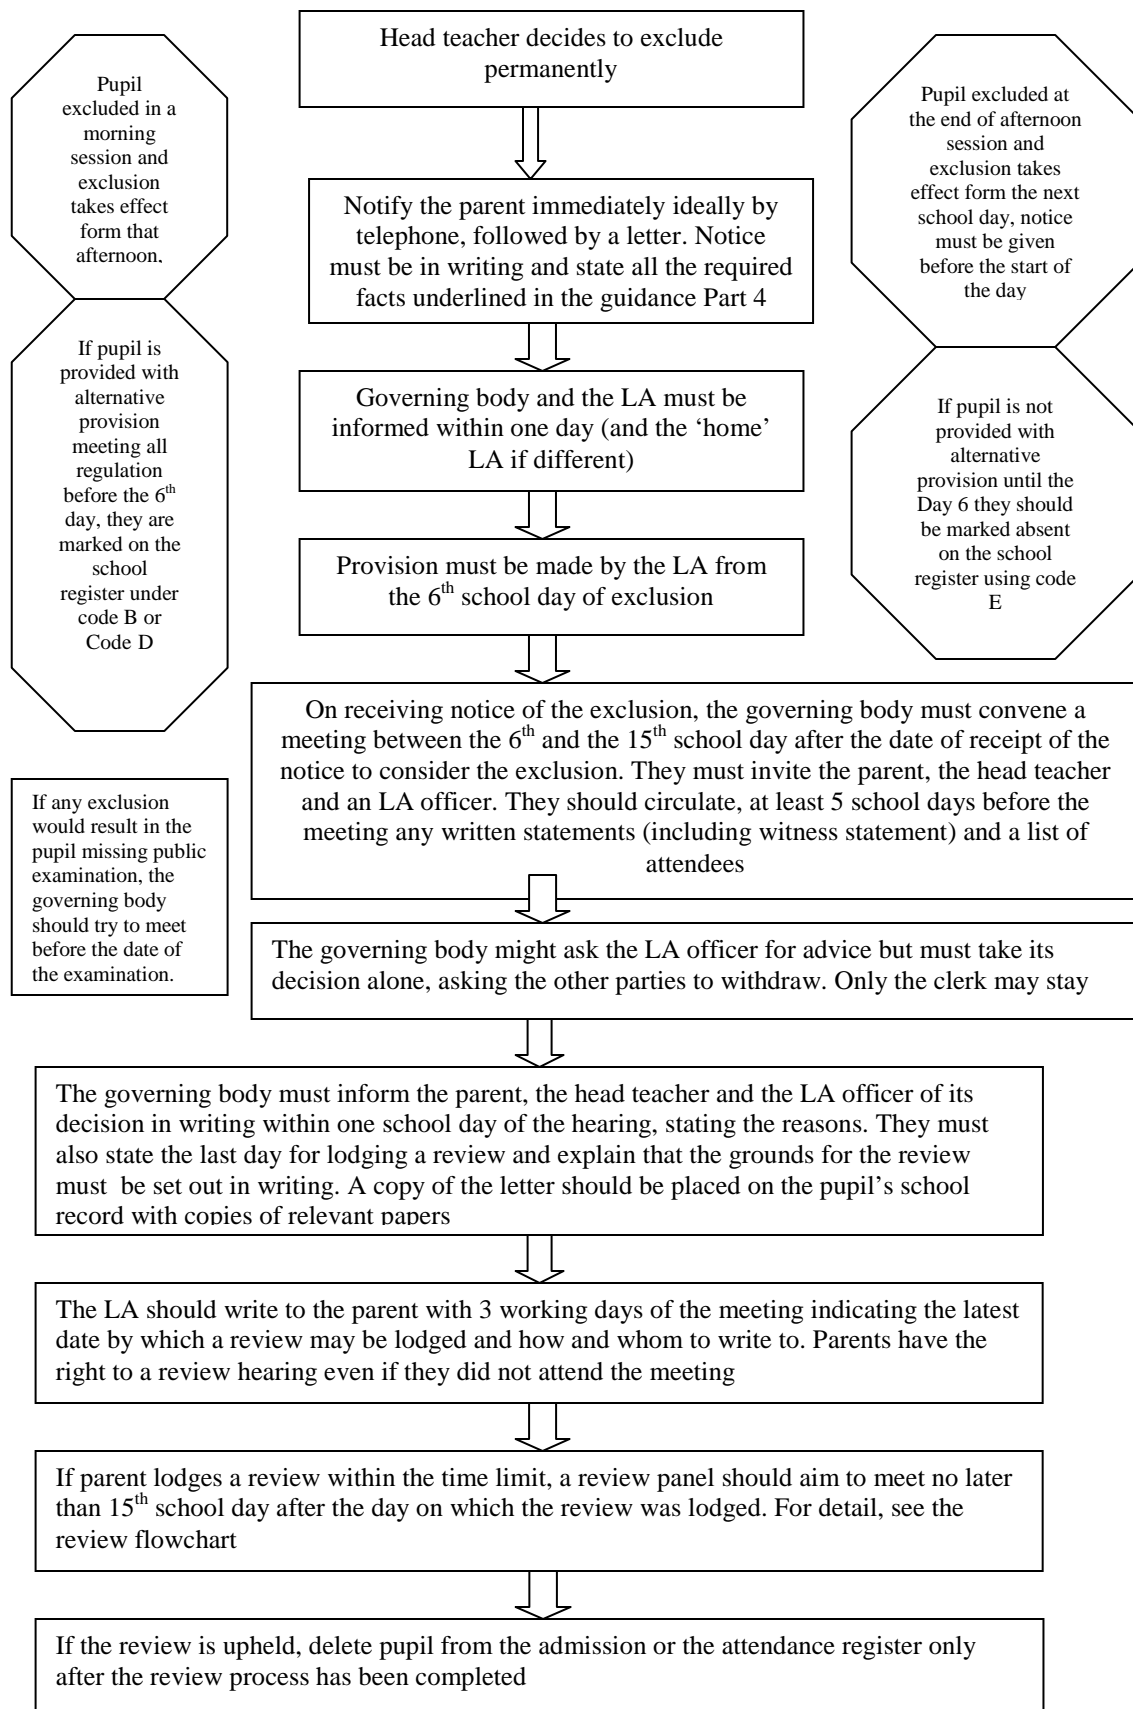 Head teacher decides to exclude
permanently
Pupil
excluded in a
morning
session and
exclusion
takes effect
form that
afternoon.
Pupil excluded at
the end of afternoon
session and
exclusion takes
effect form the next
school day, notice
must be given
before the start of
the day
Notify the parent immediately ideally by
telephone, followed by a letter. Notice
must be in writing and state all the required
facts underlined in the guidance Part 4
If pupil is
provided with
alternative
provision
meeting all
regulation
before the 6th
day, they are
marked on the
school
register under
code B or
Code D
Governing body and the LA must be
informed within one day (and the ‘home’
LA if different)
If pupil is not
provided with
alternative
provision until the
Day 6 they should
be marked absent
on the school
register using code
E
Provision must be made by the LA from
the 6th school day of exclusion
On receiving notice of the exclusion, the governing body must convene a
meeting between the 6th and the 15th school day after the date of receipt of the
notice to consider the exclusion. They must invite the parent, the head teacher
and an LA officer. They should circulate, at least 5 school days before the
meeting any written statements (including witness statement) and a list of
attendees
If any exclusion
would result in the
pupil missing public
examination, the
governing body
should try to meet
before the date of
the examination.
The governing body might ask the LA officer for advice but must take its
decision alone, asking the other parties to withdraw. Only the clerk may stay
The governing body must inform the parent, the head teacher and the LA officer of its
decision in writing within one school day of the hearing, stating the reasons. They must
also state the last day for lodging a review and explain that the grounds for the review
must  be set out in writing. A copy of the letter should be placed on the pupil’s school
record with copies of relevant papers
The LA should write to the parent with 3 working days of the meeting indicating the latest
date by which a review may be lodged and how and whom to write to. Parents have the
right to a review hearing even if they did not attend the meeting
If parent lodges a review within the time limit, a review panel should aim to meet no later
than 15th school day after the day on which the review was lodged. For detail, see the
review flowchart
If the review is upheld, delete pupil from the admission or the attendance register only
after the review process has been completed